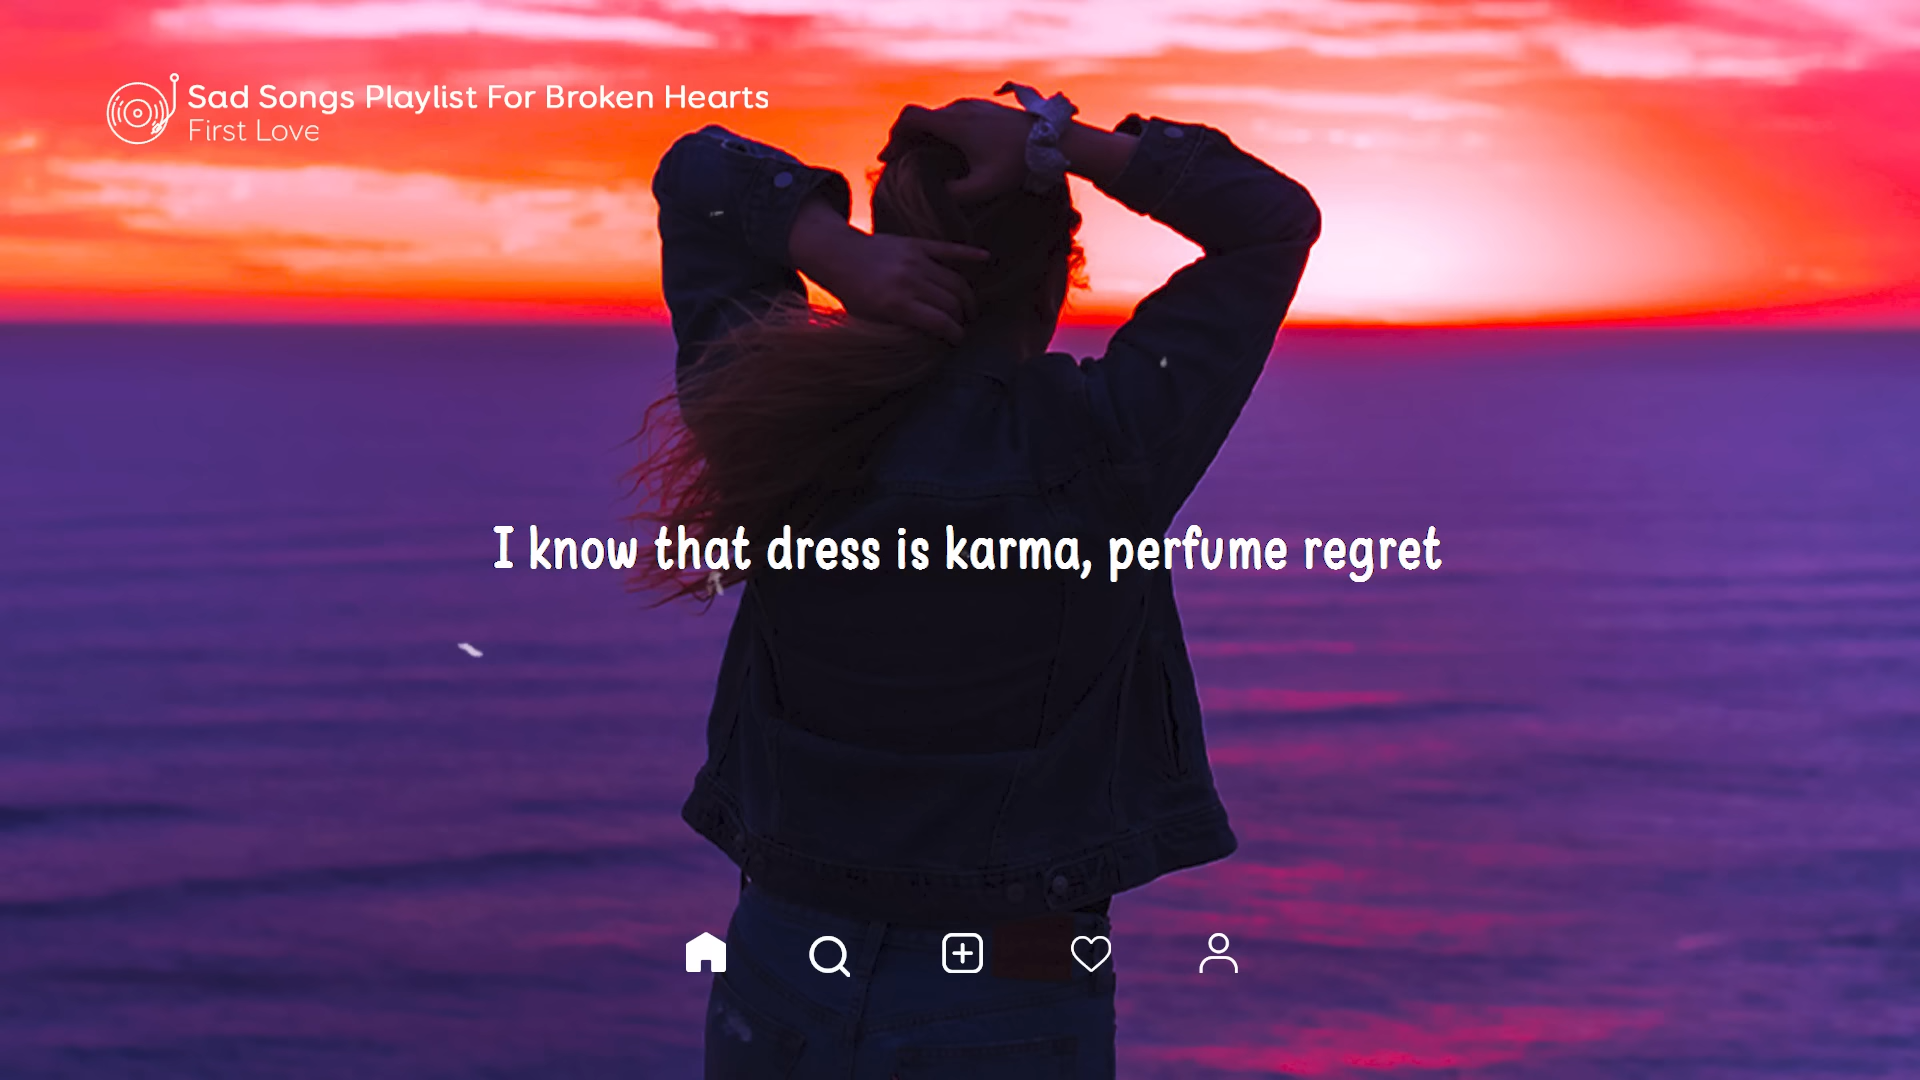 Sad Songs Playlist For Broken Hearts
First Love
I know that dress is karma, perfume regret